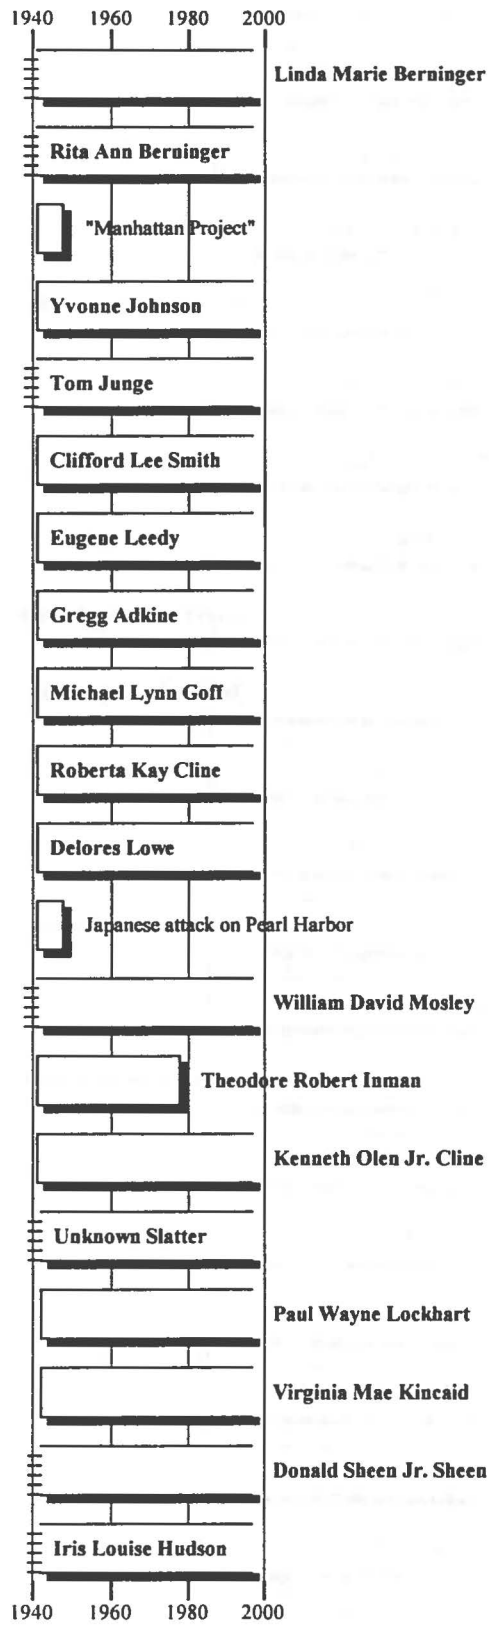 1940 1960 1980 2000
Linda Marie Berninger
Rita Ann Berninger
"Manhattan Project"
Yvonne Johnson
Tom Junge
Clifford Lee Smith
Eugene Leedy
Gregg Adkine
Michael Lynn Goff
Roberta Kay Cline
Delores Lowe
Japanese attack on Pearl Harbor
William David Mosley
Theodore Robert Inman
Kenneth Olen Jr. Cline
Unknown Slatter
Paul Wayne Lockhart
Virginia Mae Kincaid
Donald Sheen Jr. Sheen
Iris Louise Hudson
1940 1960 1980 2000